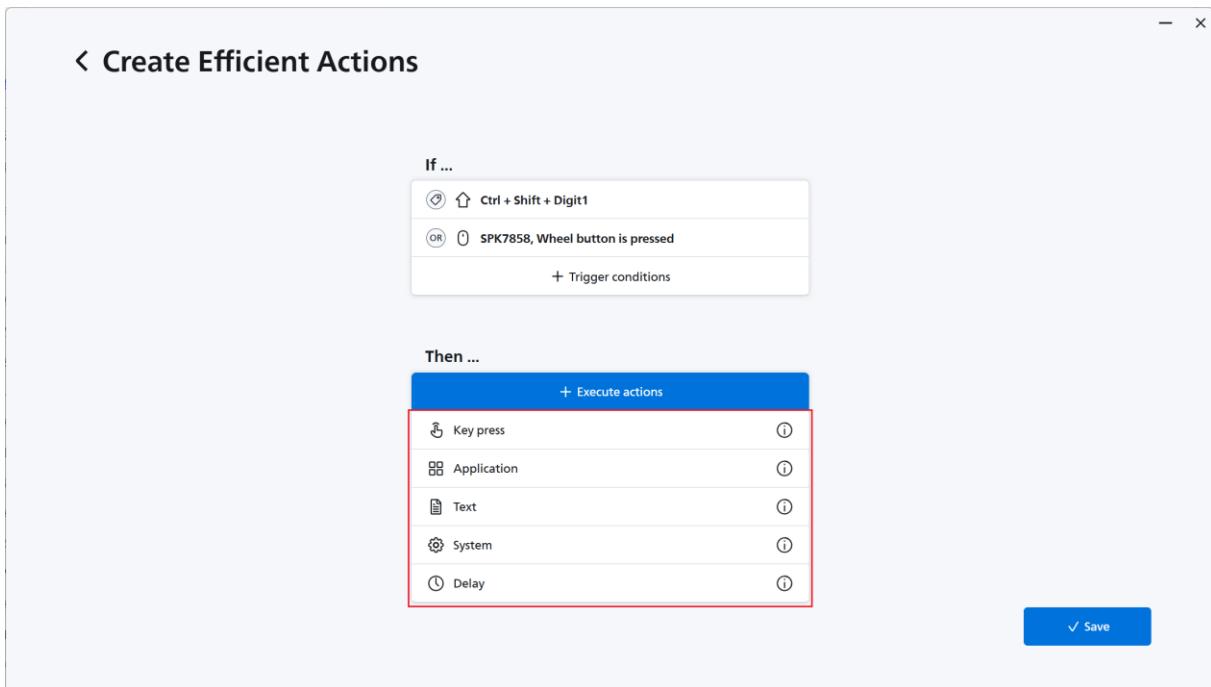 Create Efficient Actions
If ...
Ctrl + Shift + Digit1
OR SPK7858, Wheel button is pressed
+ Trigger conditions
Then ...
+ Execute actions
Key press
Application
Text
System
Delay
Save